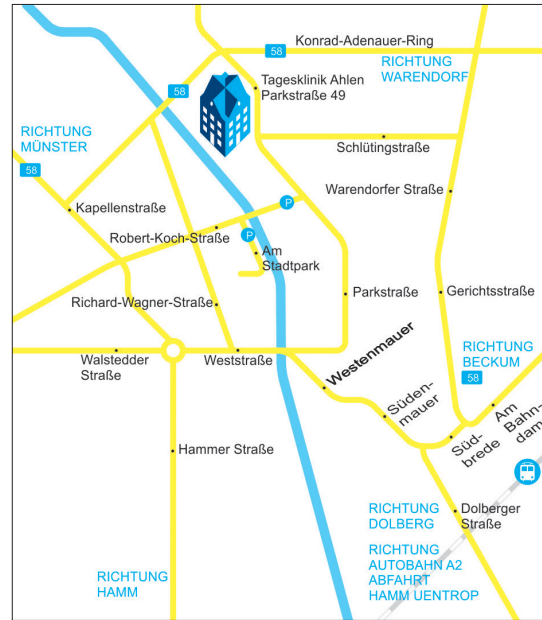 58
Konrad-Adenauer-Ring
RICHTUNG
WARENDORF
58
Tagesklinik Ahlen
Parkstraße 49
RICHTUNG
MÜNSTER
58
Schlütingstraße
Warendorfer Straße
Kapellenstraße
P
Robert-Koch-Straße
P
Am
Stadtpark
Richard-Wagner-Straße
Parkstraße
Gerichtsstraße
Walstedder
Straße
Weststraße
Westenmauer
RICHTUNG
BECKUM
58
Süden-
mauer
Süd-
brede
Am
Bahn-
dam
Hammer Straße
RICHTUNG
DOLBERG
Dolberger
Straße
RICHTUNG
AUTOBAHN A2
ABFAHRT
HAMM UENTROP
RICHTUNG
HAMM